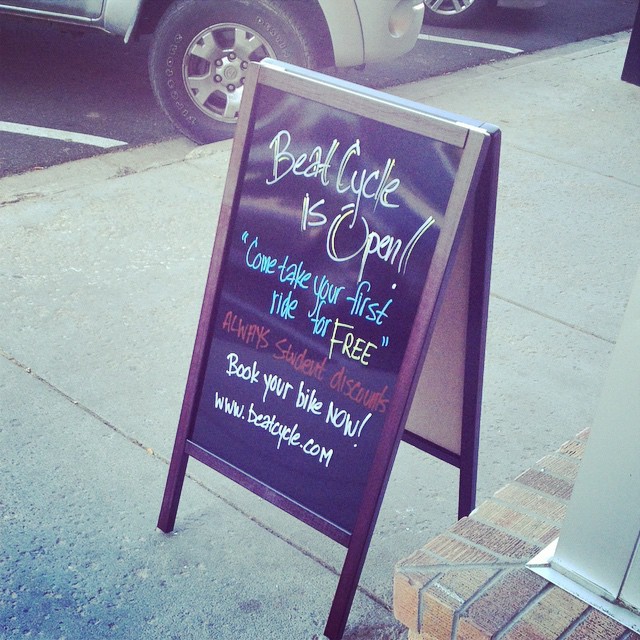 Beat Cycle
is Open!!
"Come take your first
ride for FREE"
ALWAYS student discounts
Book your bike NOW!
www.beatcycle.com